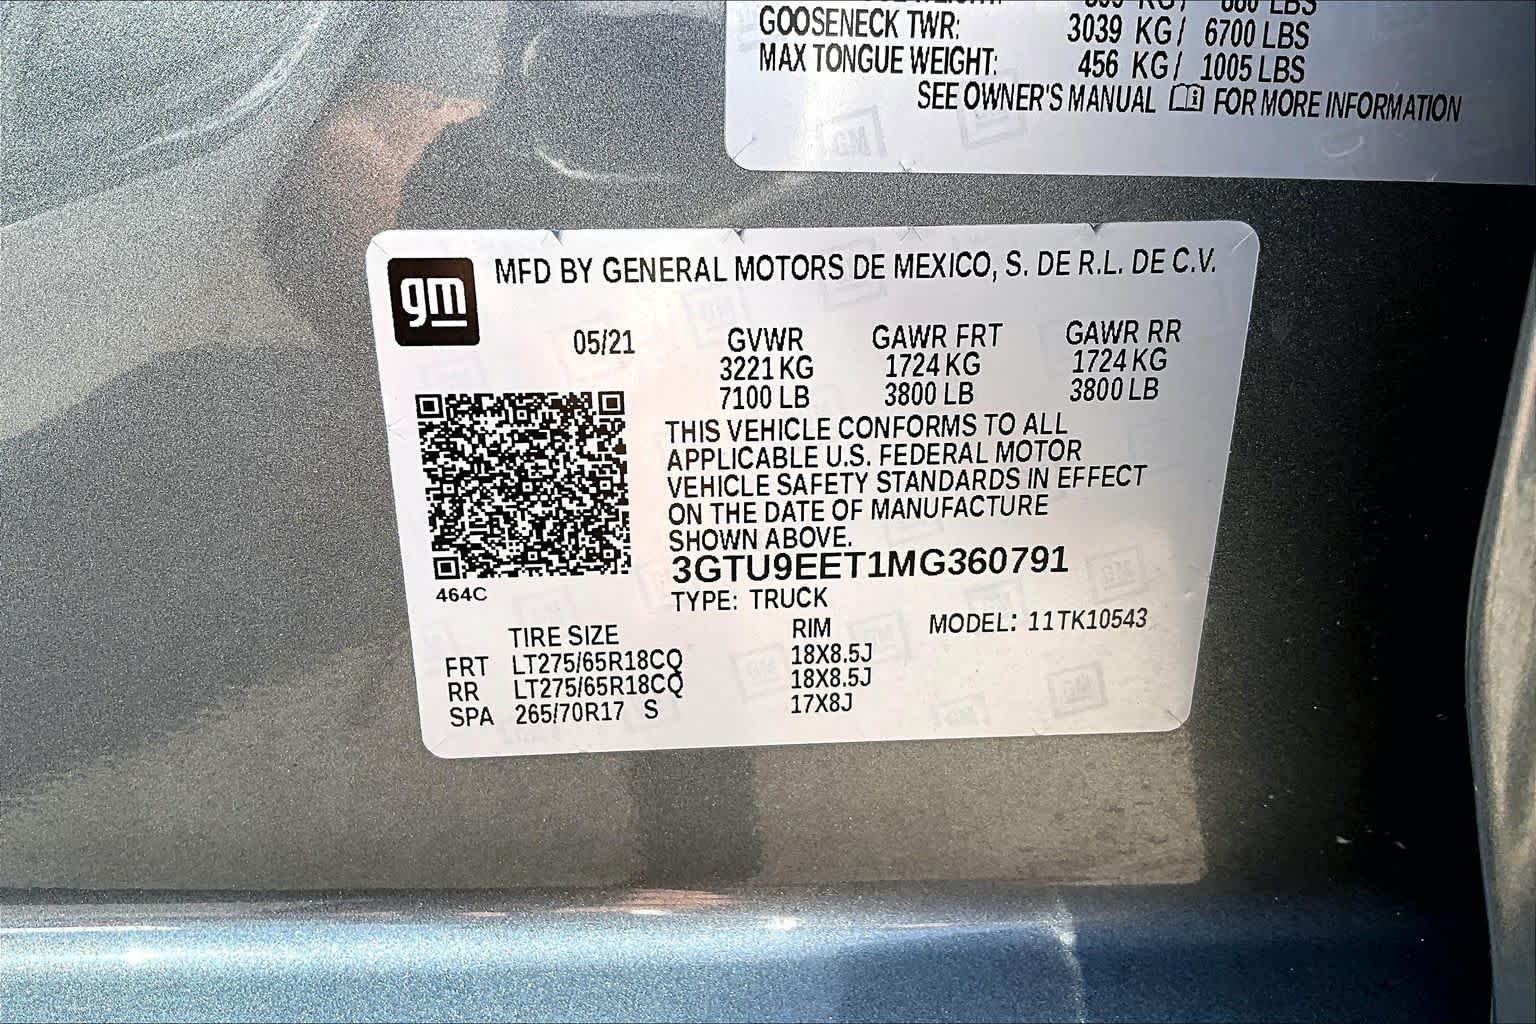 KG/ 880 LBS
GOOSENECK TWR: 3039 KG/ 6700 LBS
MAX TONGUE WEIGHT: 456 KG/ 1005 LBS
SEE OWNER'S MANUAL FOR MORE INFORMATION
gm
MFD BY GENERAL MOTORS DE MEXICO, S. DE R.L. DE C.V.
05/21 GVWR GAWR FRT GAWR RR
3221 KG 1724 KG 1724 KG
7100 LB 3800 LB 3800 LB
THIS VEHICLE CONFORMS TO ALL
APPLICABLE U.S. FEDERAL MOTOR
VEHICLE SAFETY STANDARDS IN EFFECT
ON THE DATE OF MANUFACTURE
SHOWN ABOVE.
3GTU9EET1MG360791
464C
TYPE: TRUCK
MODEL: 11TK10543
TIRE SIZE RIM
FRT LT275/65R18CQ 18X8.5J
RR LT275/65R18CQ 18X8.5J
SPA 265/70R17 S 17X8J